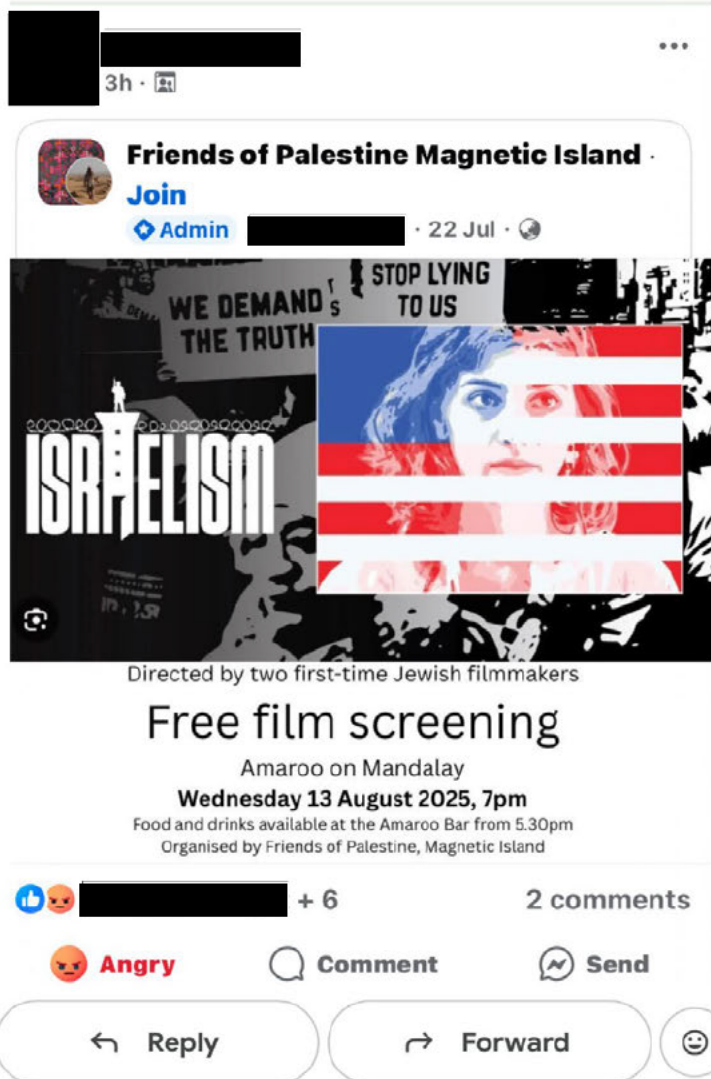 3h ·
Friends of Palestine Magnetic Island ·
Join
Admin · 22 Jul ·
WE DEMAND
THE TRUTH
STOP LYING
TO US
ISRAELISM
Directed by two first-time Jewish filmmakers
Free film screening
Amaroo on Mandalay
Wednesday 13 August 2025, 7pm
Food and drinks available at the Amaroo Bar from 5.30pm
Organised by Friends of Palestine, Magnetic Island
+ 6 2 comments
Angry Comment Send
Reply Forward